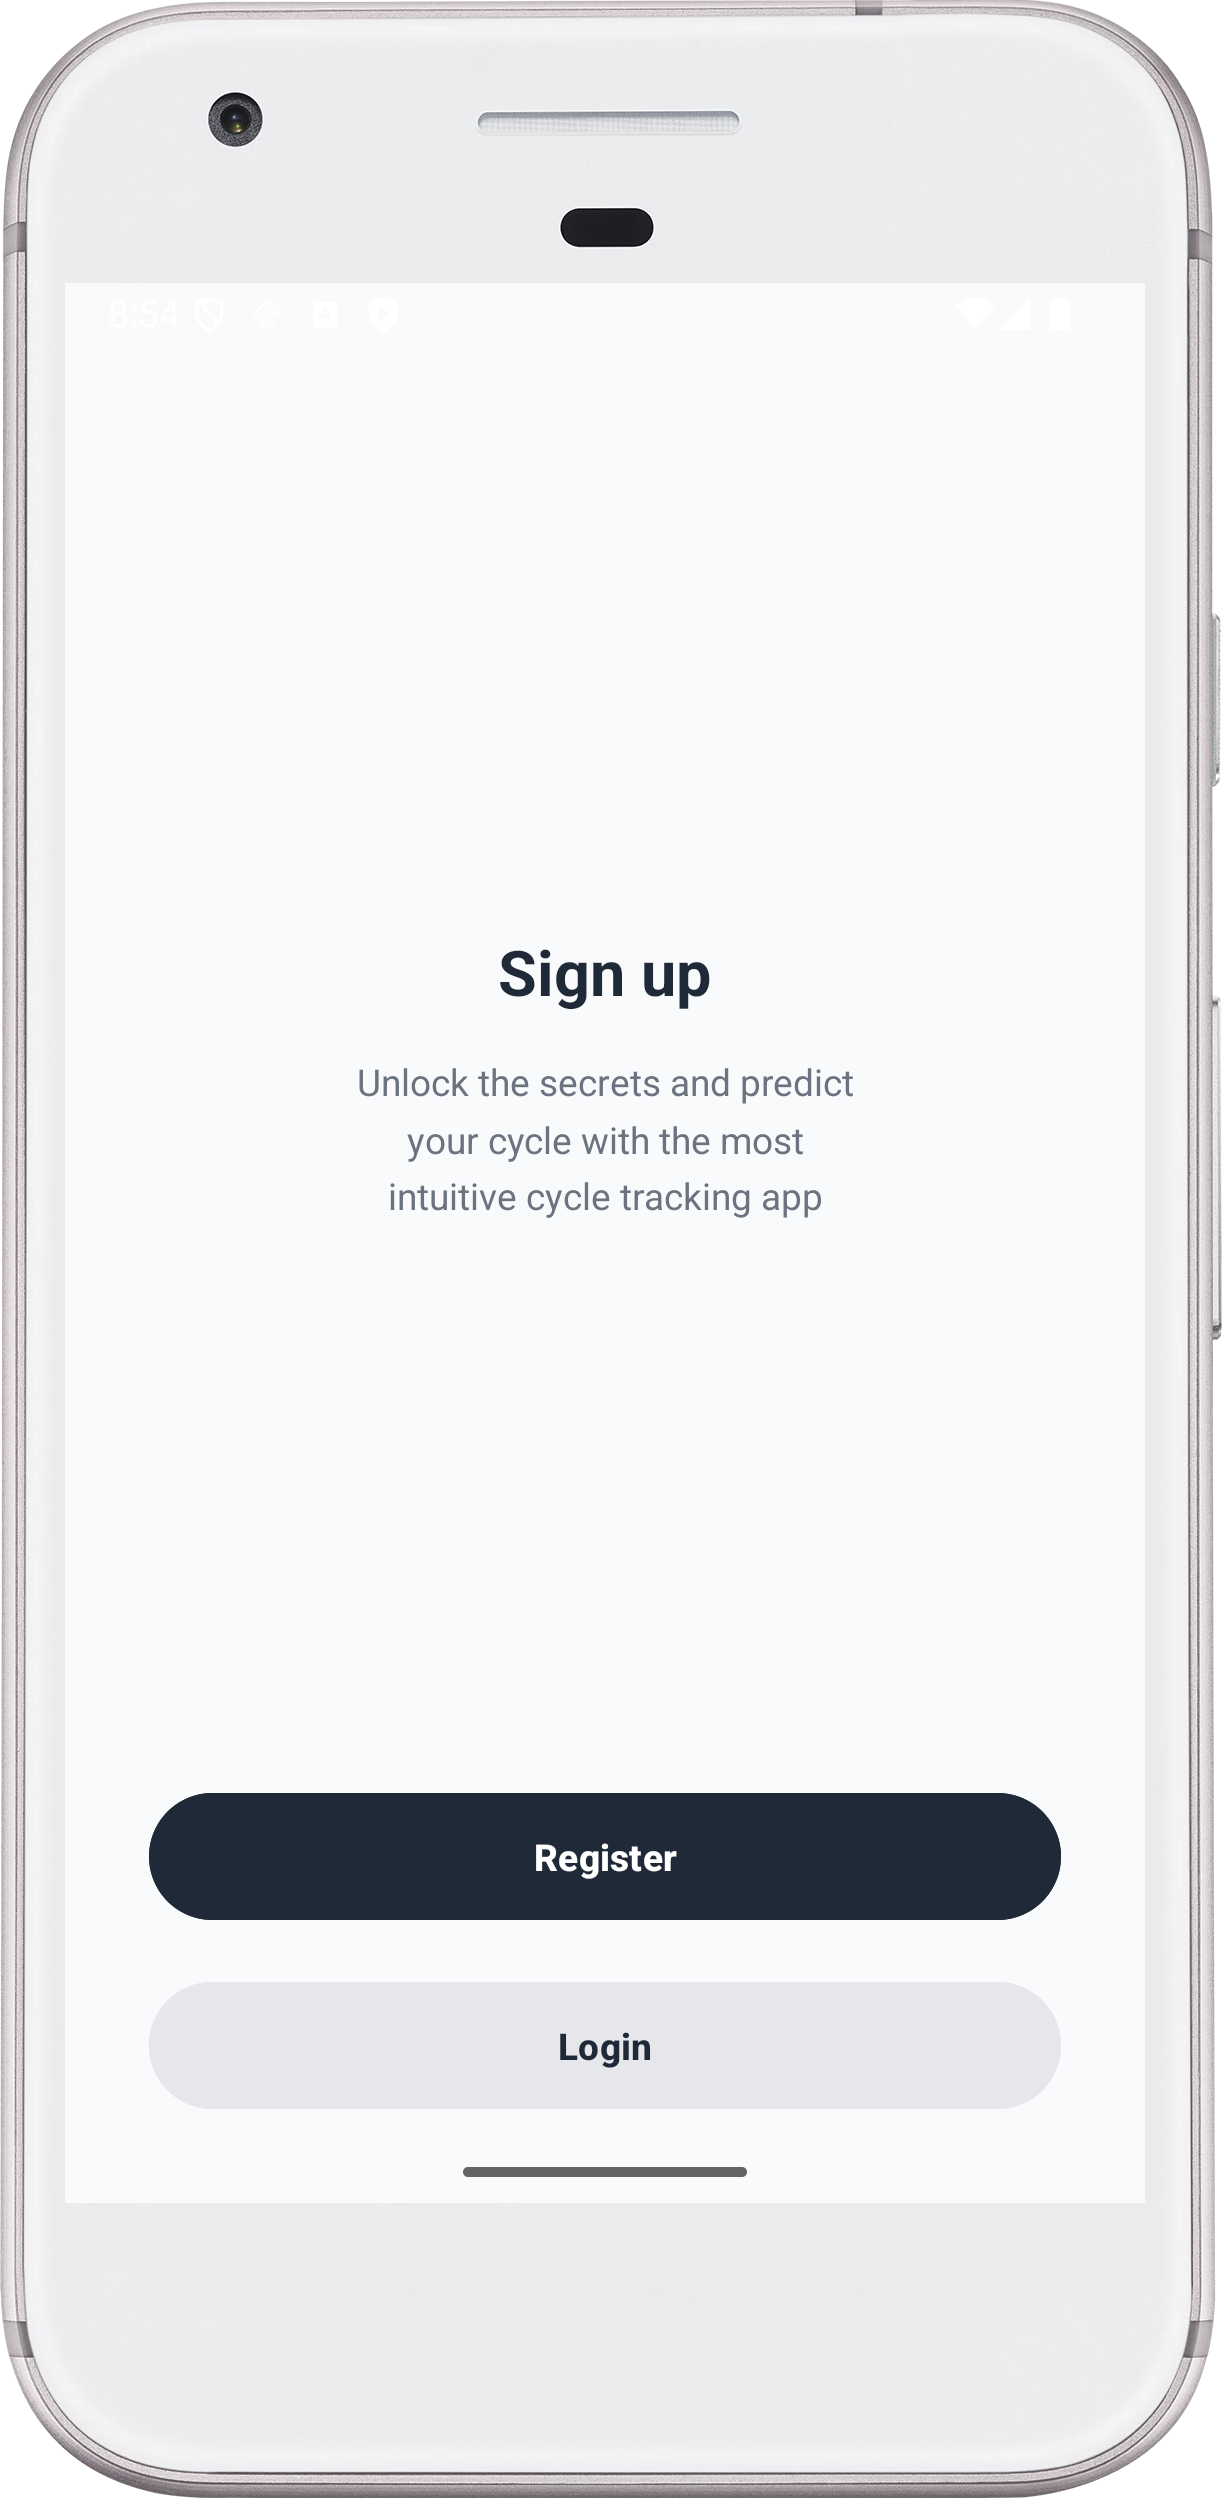 8:54
Sign up
Unlock the secrets and predict
your cycle with the most
intuitive cycle tracking app
Register
Login